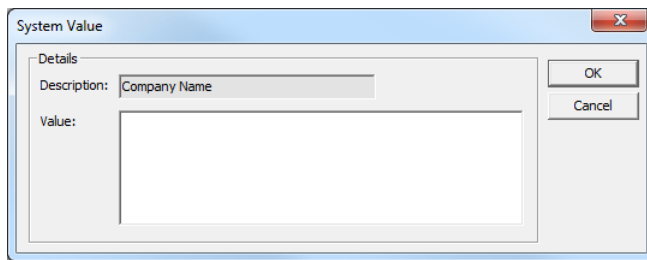 System Value
Details
Description: Company Name
Value:
OK
Cancel